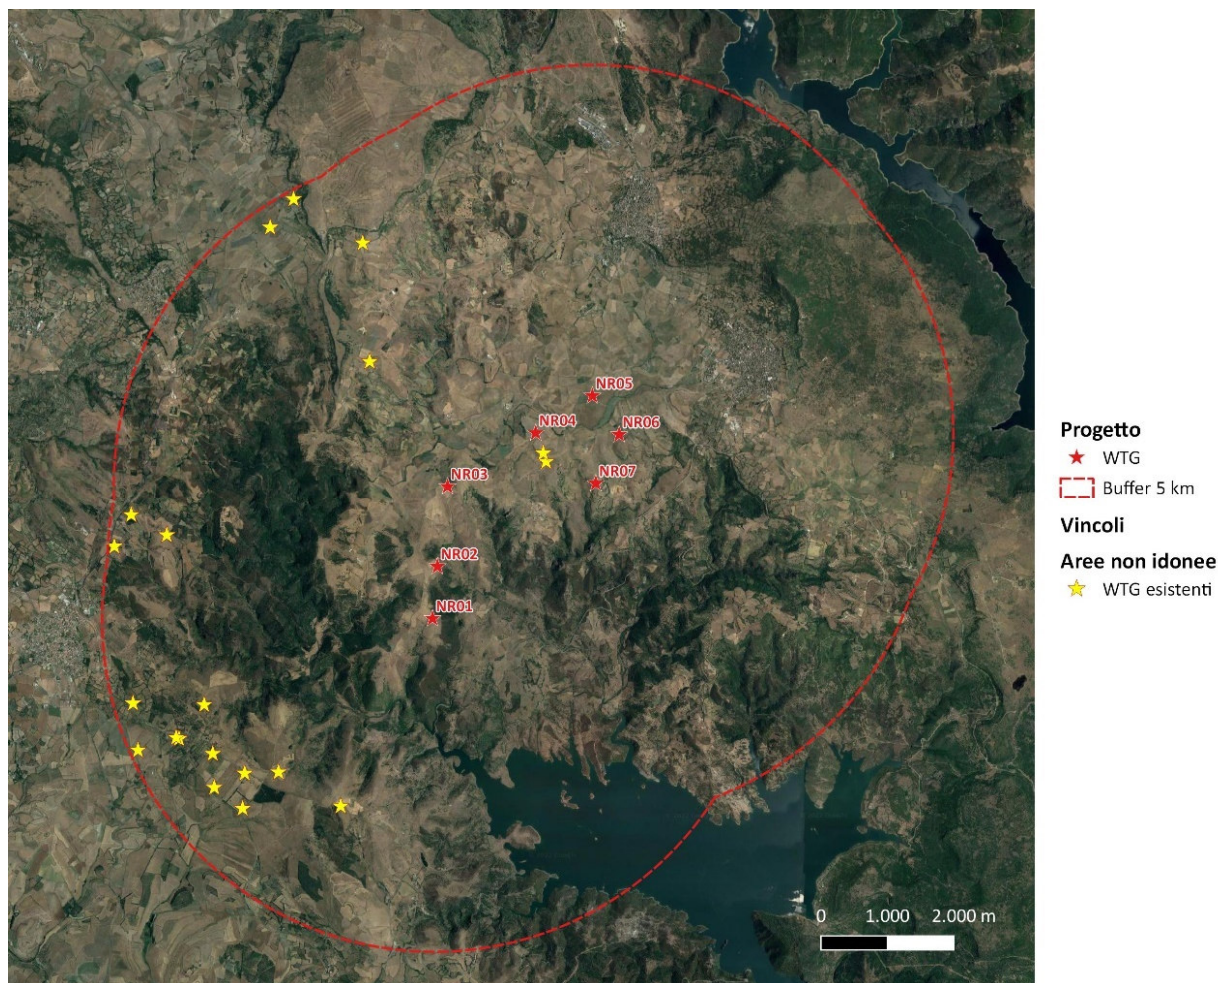 NR05
NR04
NR06
NR03
NR07
NR02
NR01
0 1.000 2.000 m
Progetto
WTG
Buffer 5 km
Vincoli
Aree non idonee
WTG esistenti